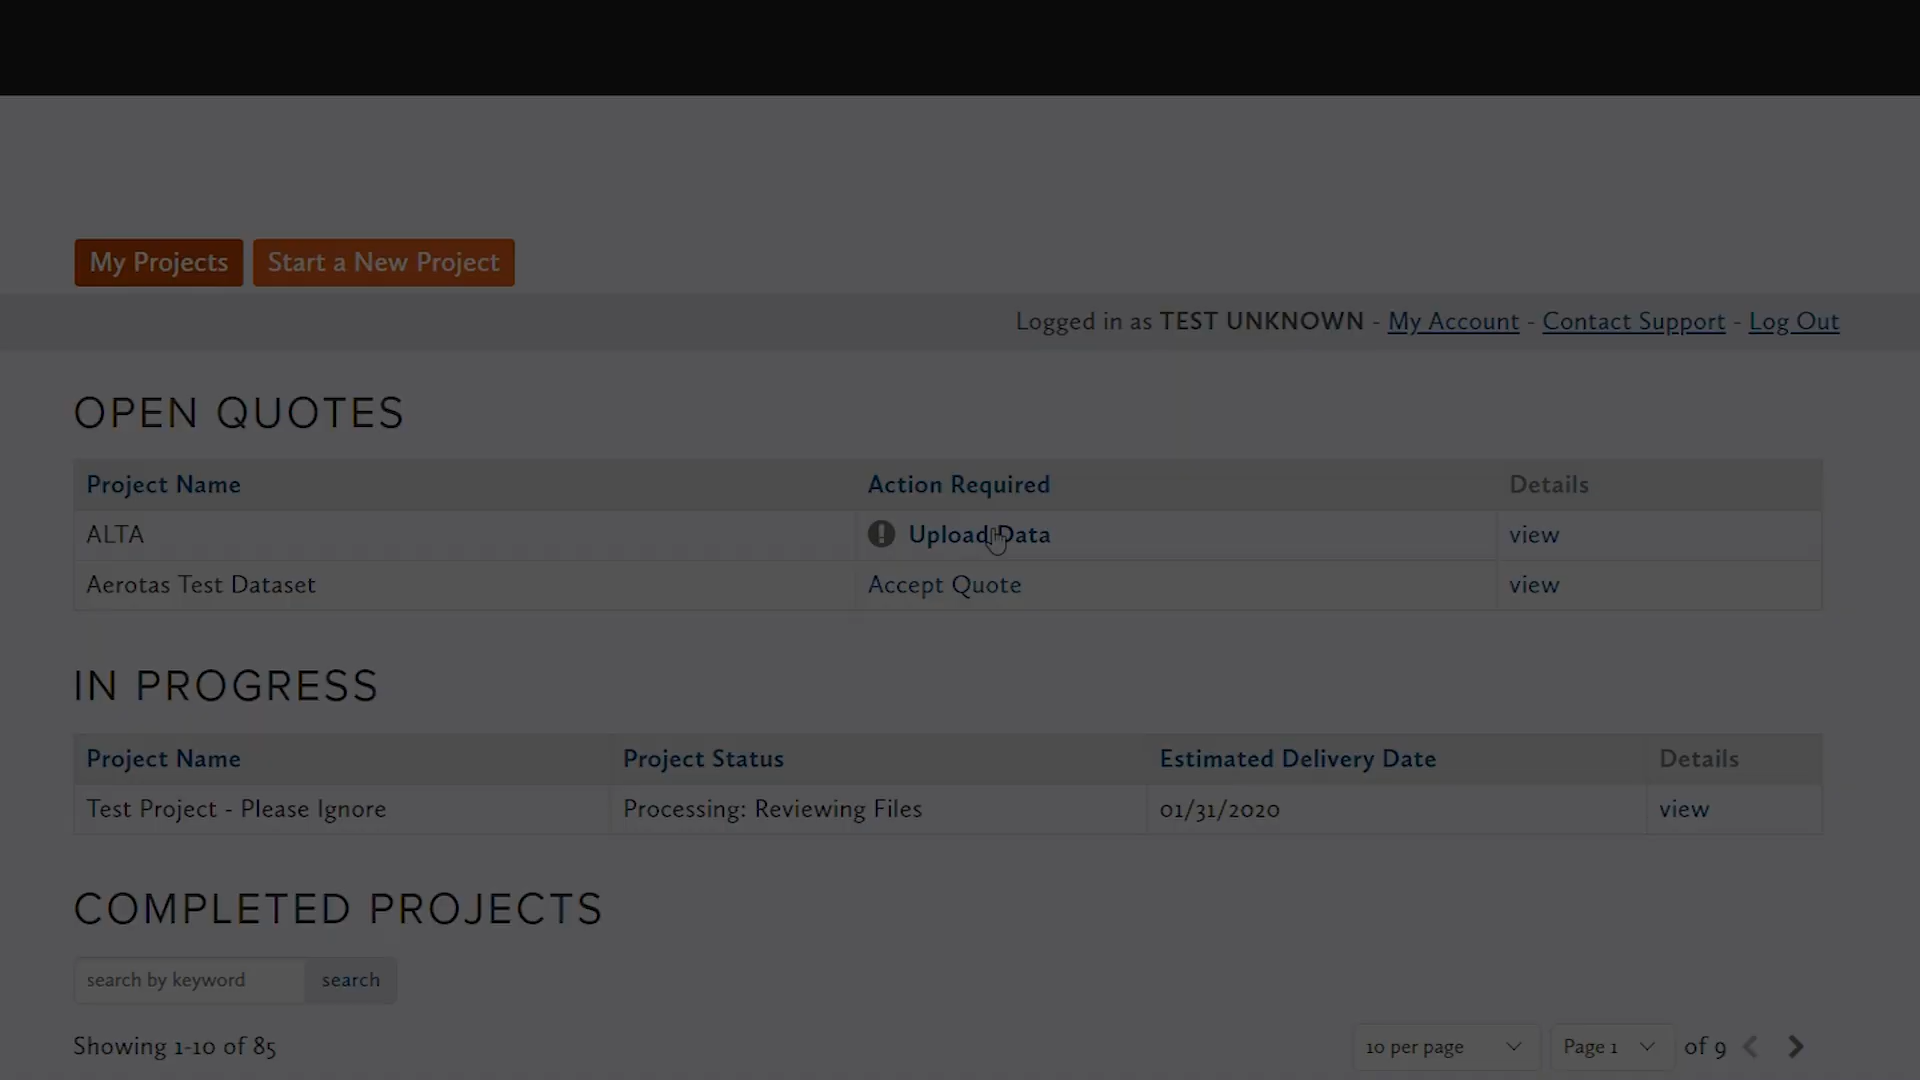 My Projects Start a New Project
Logged in as TEST UNKNOWN - My Account - Contact Support - Log Out
OPEN QUOTES
Project Name Action Required Details
ALTA ! Upload Data view
Aerotas Test Dataset Accept Quote view
IN PROGRESS
Project Name Project Status Estimated Delivery Date Details
Test Project - Please Ignore Processing: Reviewing Files 01/31/2020 view
COMPLETED PROJECTS
search by keyword search
Showing 1-10 of 85 10 per page Page 1 of 9